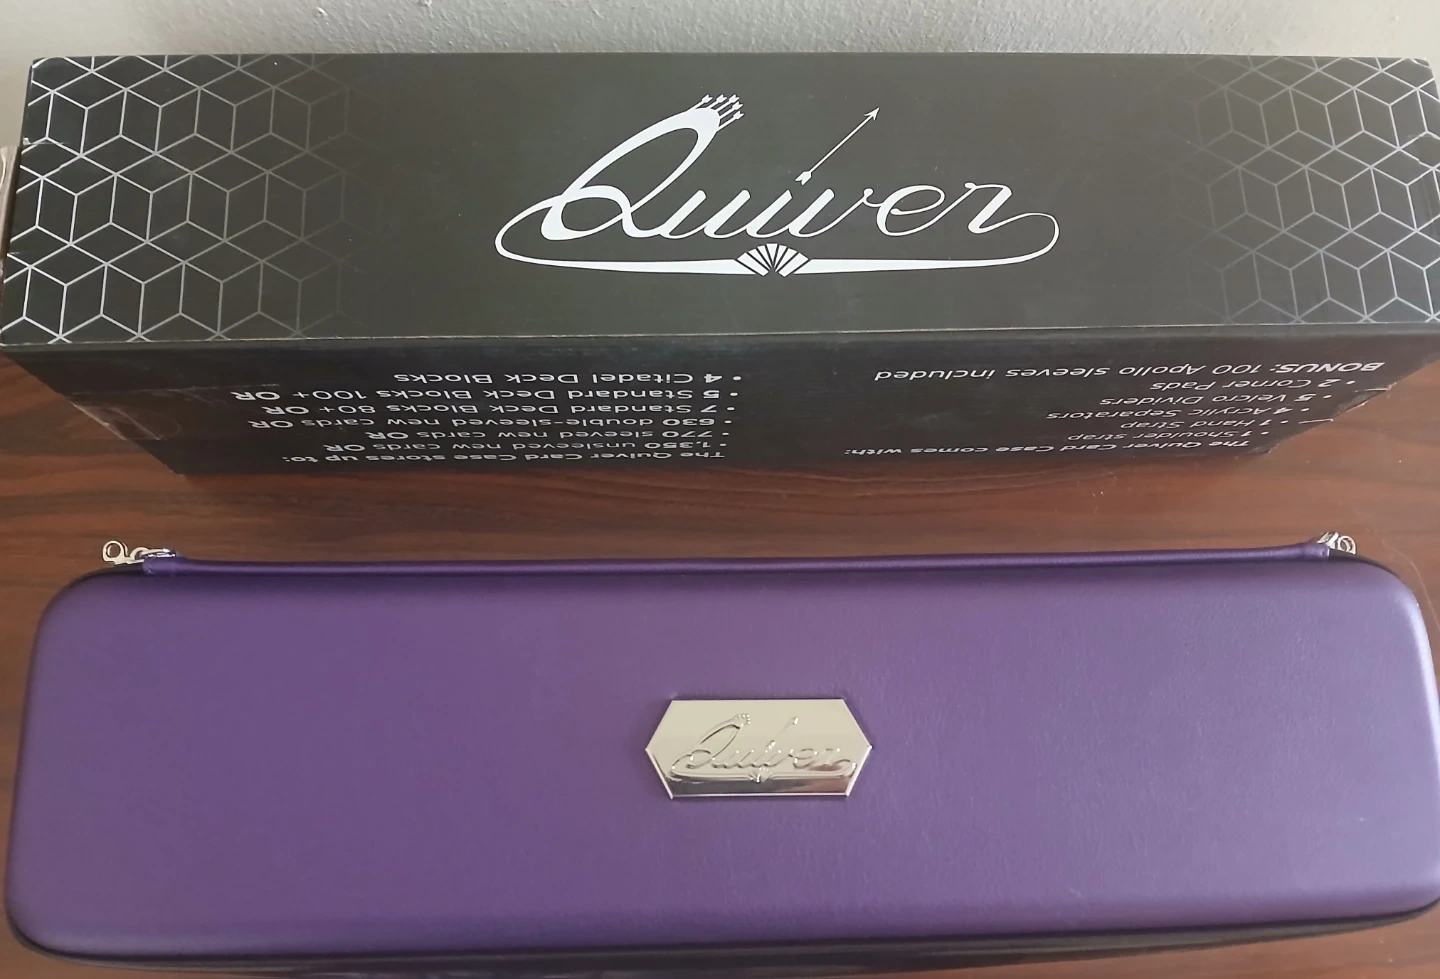 Quiver
The Quiver Card Case stores up to:
• 1,350 unsleeved new cards OR
• 770 sleeved new cards OR
• 630 double-sleeved new cards OR
• 7 Standard Deck Blocks 80+ OR
• 5 Standard Deck Blocks 100+ OR
• 4 Citadel Deck Blocks
The Quiver Card Case comes with:
• 1 shoulder strap
• 1 Hand Strap
• 4 Acrylic Separators
• 5 Velcro Dividers
• 2 Corner Pads
BONUS: 100 Apollo sleeves included
Quiver